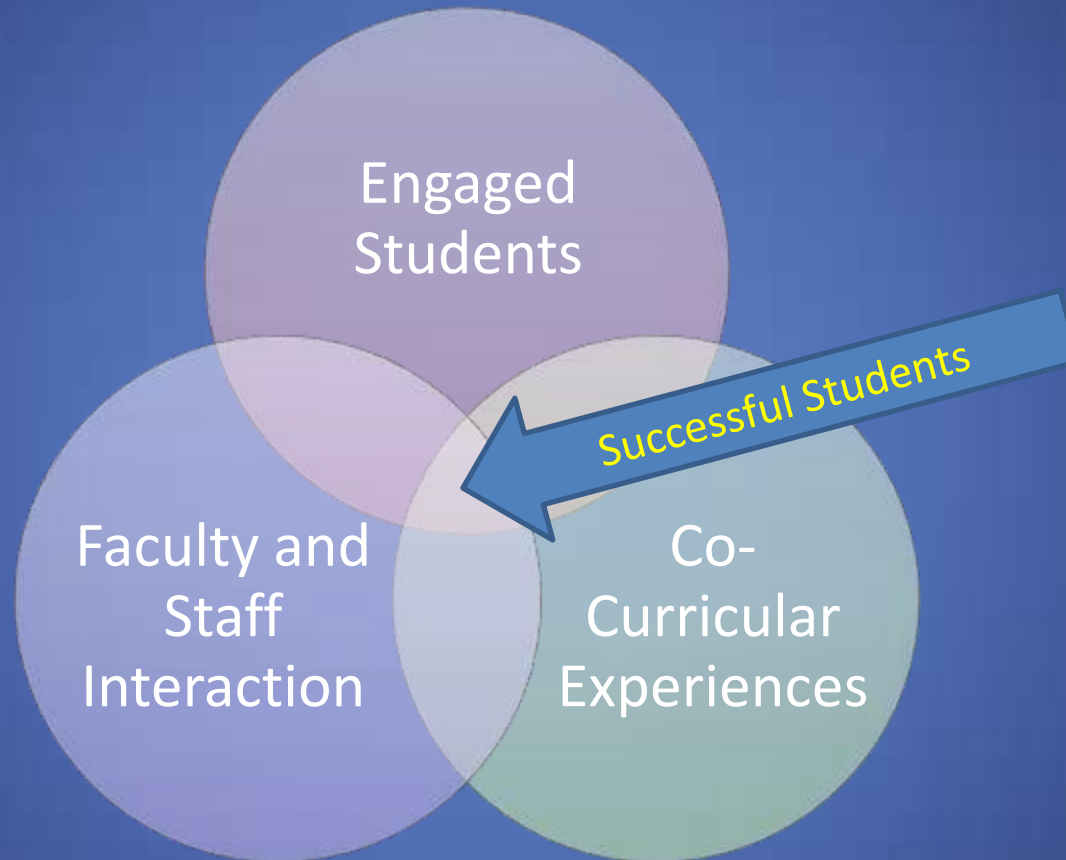 Engaged
Students
Successful Students
Faculty and
Staff
Interaction
Co-
Curricular
Experiences